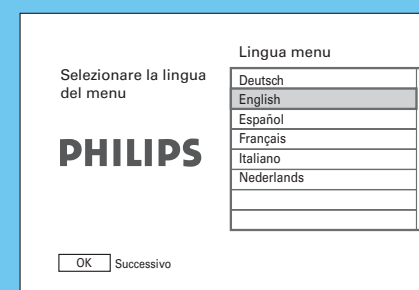 Lingua menu
Selezionare la lingua
del menu
PHILIPS
Deutsch
English
Español
Français
Italiano
Nederlands
OK Successivo